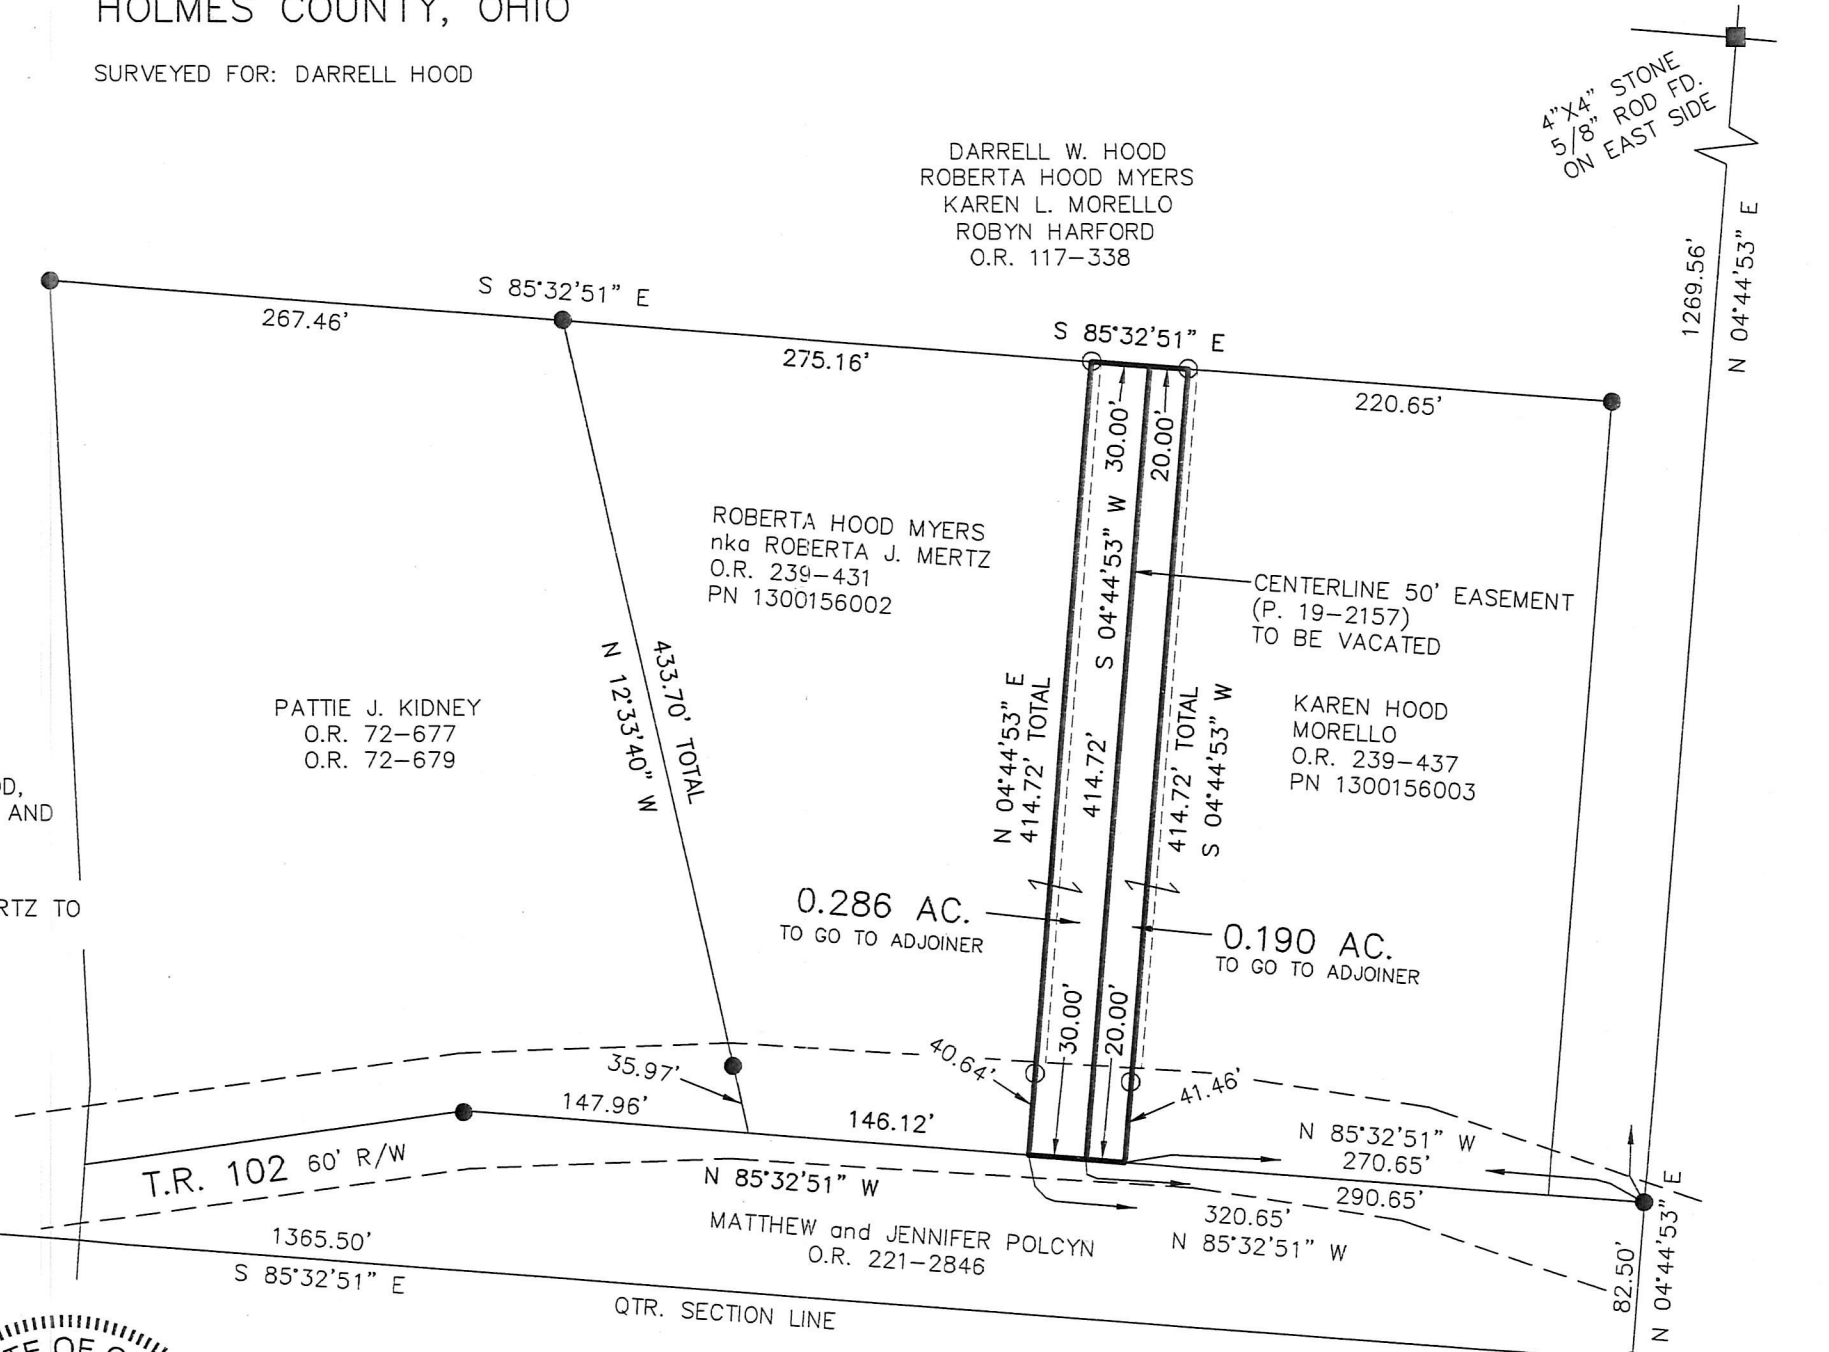 HOLMES COUNTY, OHIO
SURVEYED FOR: DARRELL HOOD
4"X4" STONE
5/8" ROD FD.
ON EAST SIDE
DARRELL W. HOOD
ROBERTA HOOD MYERS
KAREN L. MORELLO
ROBYN HARFORD
O.R. 117-338
1269.56'
N 04°44'53" E
S 85°32'51" E
267.46'
275.16'
S 85°32'51" E
220.65'
30.00'
20.00'
S 04°44'53" W
414.72'
ROBERTA HOOD MYERS
nka ROBERTA J. MERTZ
O.R. 239-431
PN 1300156002
CENTERLINE 50' EASEMENT
(P. 19-2157)
TO BE VACATED
433.70' TOTAL
N 12°33'40" W
N 04°44'53" E
414.72' TOTAL
414.72' TOTAL
S 04°44'53" W
PATTIE J. KIDNEY
O.R. 72-677
O.R. 72-679
KAREN HOOD
MORELLO
O.R. 239-437
PN 1300156003
OD,
AND
RTZ TO
0.286 AC.
TO GO TO ADJOINER
0.190 AC.
TO GO TO ADJOINER
30.00'
20.00'
40.64'
41.46'
35.97'
147.96'
146.12'
N 85°32'51" W
270.65'
T.R. 102 60' R/W
N 85°32'51" W
290.65'
320.65'
N 85°32'51" W
MATTHEW and JENNIFER POLCYN
O.R. 221-2846
1365.50'
S 85°32'51" E
QTR. SECTION LINE
82.50'
N 04°44'53" E
TE OF O